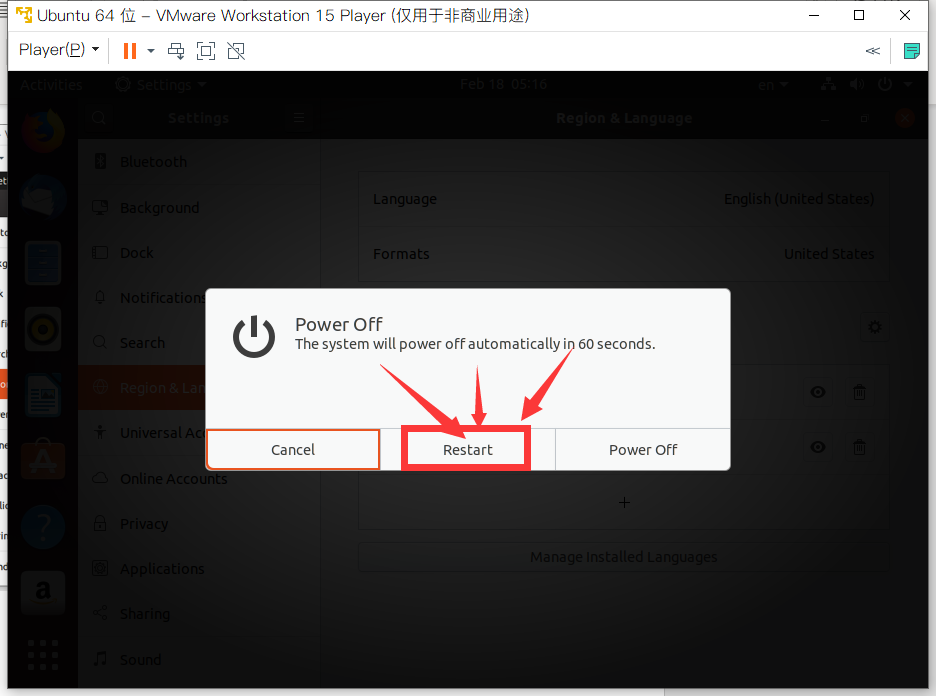 Ubuntu 64 位 - VMware Workstation 15 Player (仅用于非商业用途)
Player(P)
Activities
Settings
Feb 18 05:16
en
Settings
Region & Language
Bluetooth
Background
Dock
Notifications
Search
Region & Lan
Universal Ac
Online Accounts
Privacy
Applications
Sharing
Sound
Language
English (United States)
Formats
United States
Power Off
The system will power off automatically in 60 seconds.
Cancel
Restart
Power Off
+
Manage Installed Languages
a